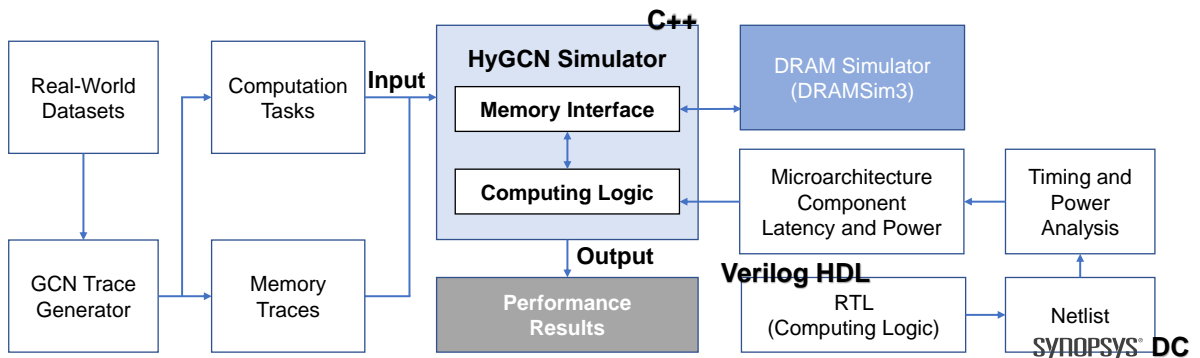 C++
HyGCN Simulator
Real-World
Datasets
Computation
Tasks
Input
Memory Interface
DRAM Simulator
(DRAMSim3)
Computing Logic
Microarchitecture
Component
Latency and Power
Timing and
Power
Analysis
GCN Trace
Generator
Memory
Traces
Output
Performance
Results
Verilog HDL
RTL
(Computing Logic)
Netlist
SYNOPSYS® DC